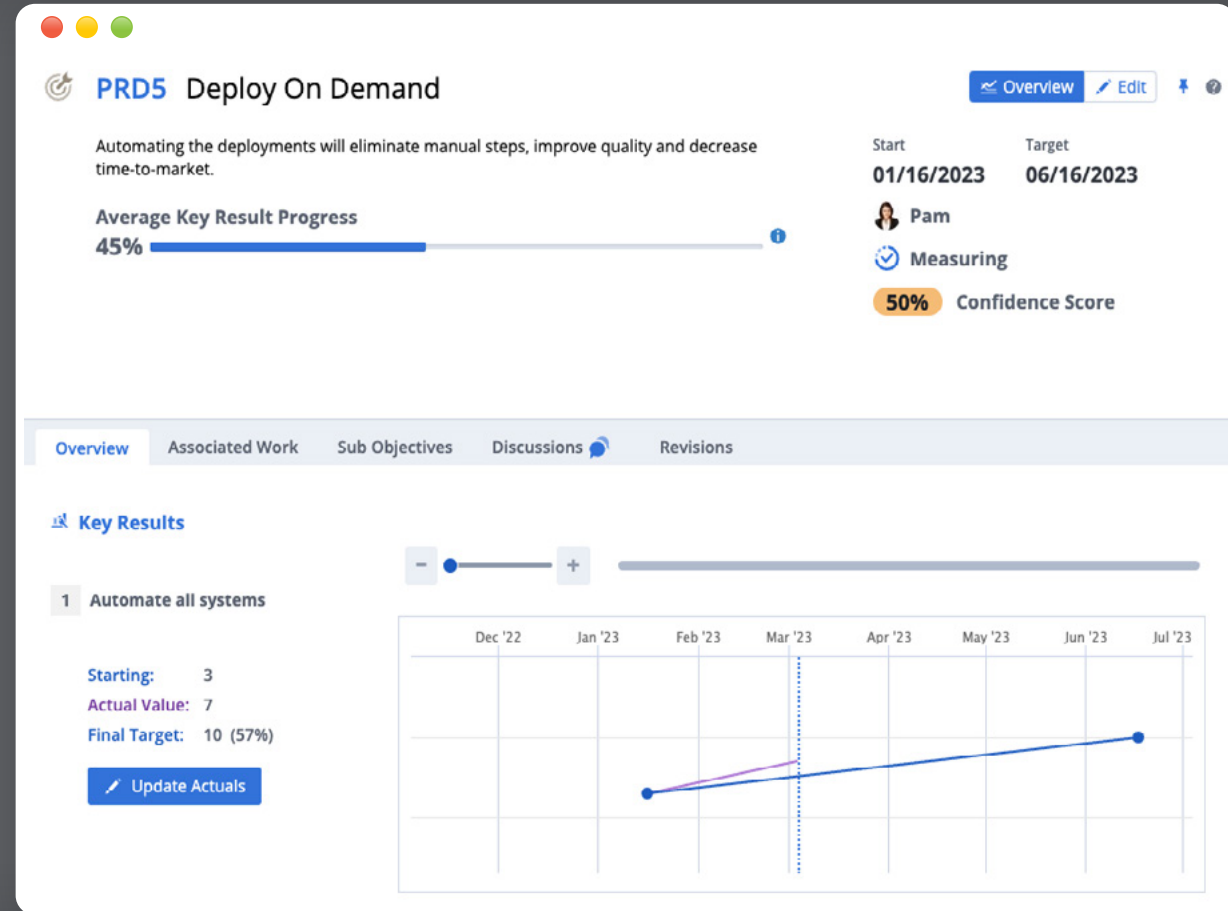 PRD5 Deploy On Demand
Overview
Edit
Automating the deployments will eliminate manual steps, improve quality and decrease
time-to-market.
Average Key Result Progress
45%
Start Target
01/16/2023 06/16/2023
Pam
Measuring
50% Confidence Score
Overview Associated Work Sub Objectives Discussions Revisions
Key Results
- +
1 Automate all systems
Starting: 3
Actual Value: 7
Final Target: 10 (57%)
Update Actuals
Dec '22 Jan '23 Feb '23 Mar '23 Apr '23 May '23 Jun '23 Jul '23